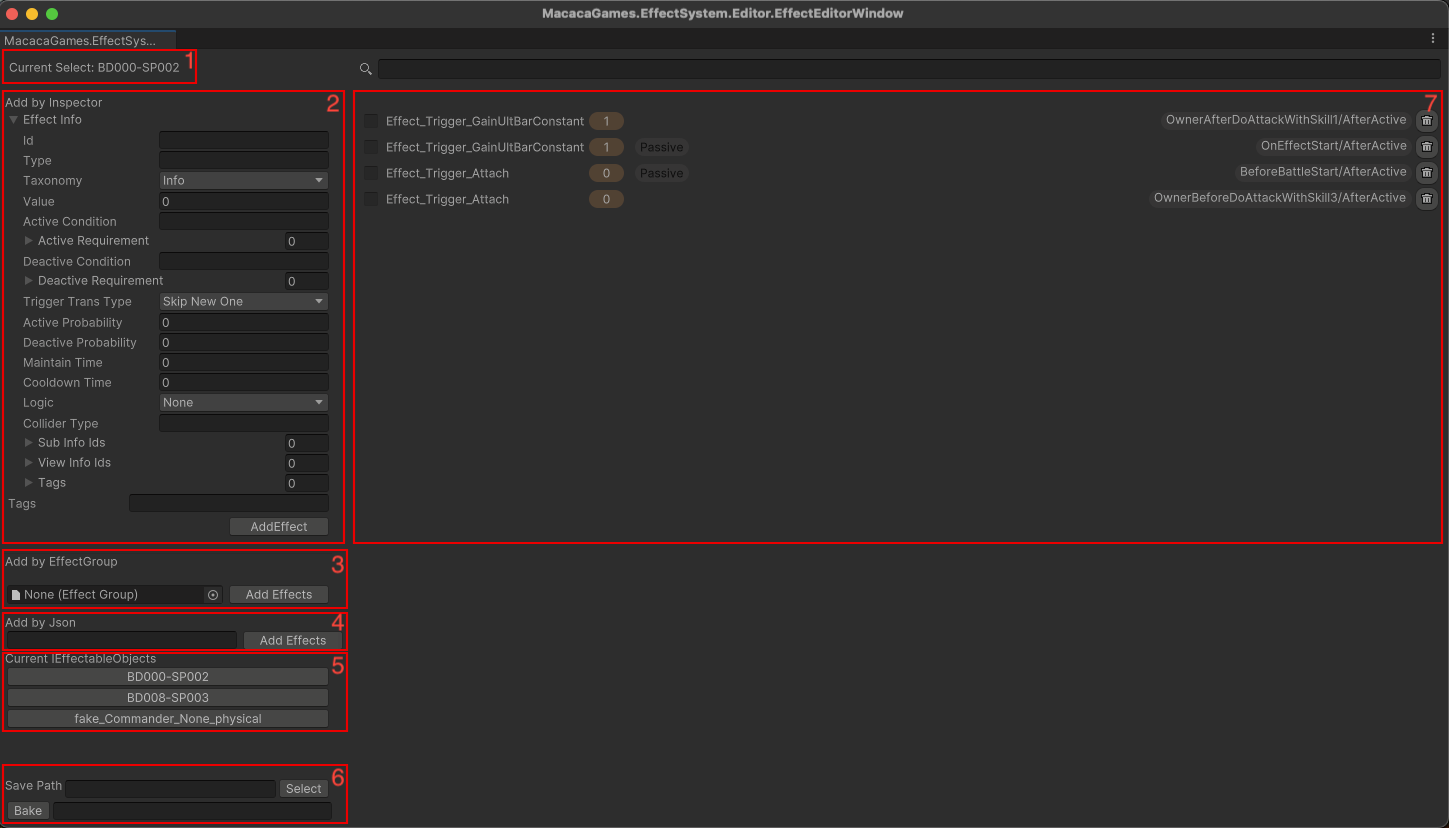 MacacaGames.EffectSystem.Editor.EffectEditorWindow
MacacaGames.EffectSys...
Current Select: BD000-SP002
1
Add by Inspector
2
Effect Info
Id
Type
Taxonomy Info
Value 0
Active Condition
Active Requirement 0
Deactive Condition
Deactive Requirement 0
Trigger Trans Type Skip New One
Active Probability 0
Deactive Probability 0
Maintain Time 0
Cooldown Time 0
Logic None
Collider Type
Sub Info Ids 0
View Info Ids 0
Tags 0
Tags
AddEffect
Add by EffectGroup
3
None (Effect Group) Add Effects
Add by Json
4
Add Effects
Current IEffectableObjects
5
BD000-SP002
BD008-SP003
fake_Commander_None_physical
6
Save Path Select
Bake
7
Effect_Trigger_GainUltBarConstant 1 OwnerAfterDoAttackWithSkill1/AfterActive
Effect_Trigger_GainUltBarConstant 1 Passive OnEffectStart/AfterActive
Effect_Trigger_Attach 0 Passive BeforeBattleStart/AfterActive
Effect_Trigger_Attach 0 OwnerBeforeDoAttackWithSkill3/AfterActive